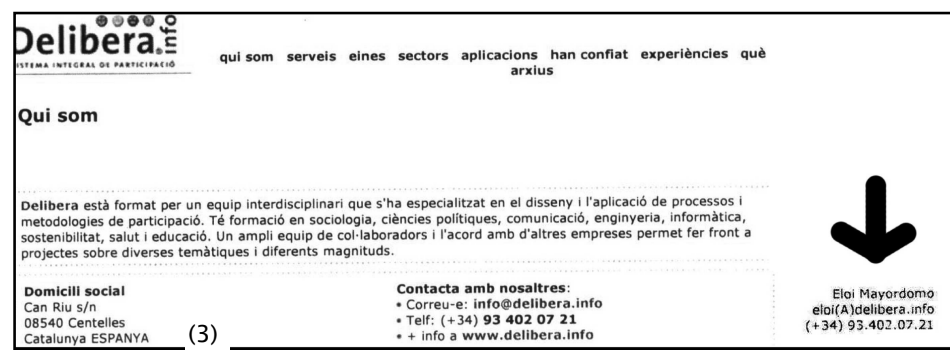 Delibera.info
SISTEMA INTEGRAL DE PARTICIPACIÓ
qui som serveis eines sectors aplicacions han confiat experiències què
arxius
Qui som
Delibera està format per un equip interdisciplinari que s'ha especialitzat en el disseny i l'aplicació de processos i
metodologies de participació. Té formació en sociologia, ciències polítiques, comunicació, enginyeria, informàtica,
sostenibilitat, salut i educació. Un ampli equip de col·laboradors i l'acord amb d'altres empreses permet fer front a
projectes sobre diverses temàtiques i diferents magnituds.
Domicili social
Can Riu s/n
08540 Centelles
Catalunya ESPANYA
(3)
Contacta amb nosaltres:
• Correu-e: info@delibera.info
• Telf: (+34) 93 402 07 21
• + info a www.delibera.info
Eloi Mayordomo
eloi(A)delibera.info
(+34) 93.402.07.21